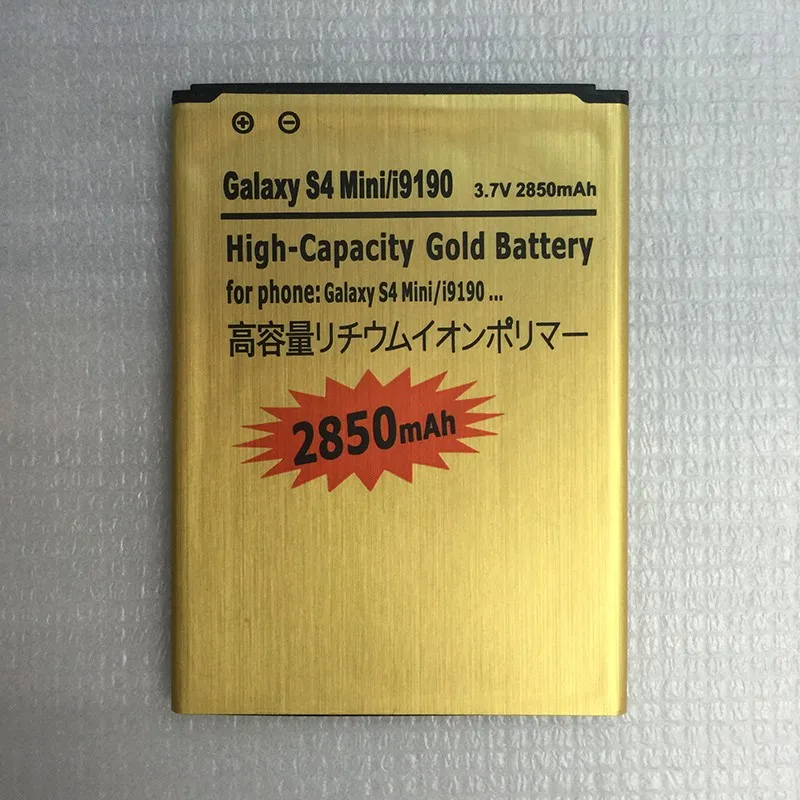 ⊕ ⊖
Galaxy S4 Mini/i9190 3.7V 2850mAh
High-Capacity Gold Battery
for phone: Galaxy S4 Mini/i9190 ...
高容量リチウムイオンポリマー
2850mAh